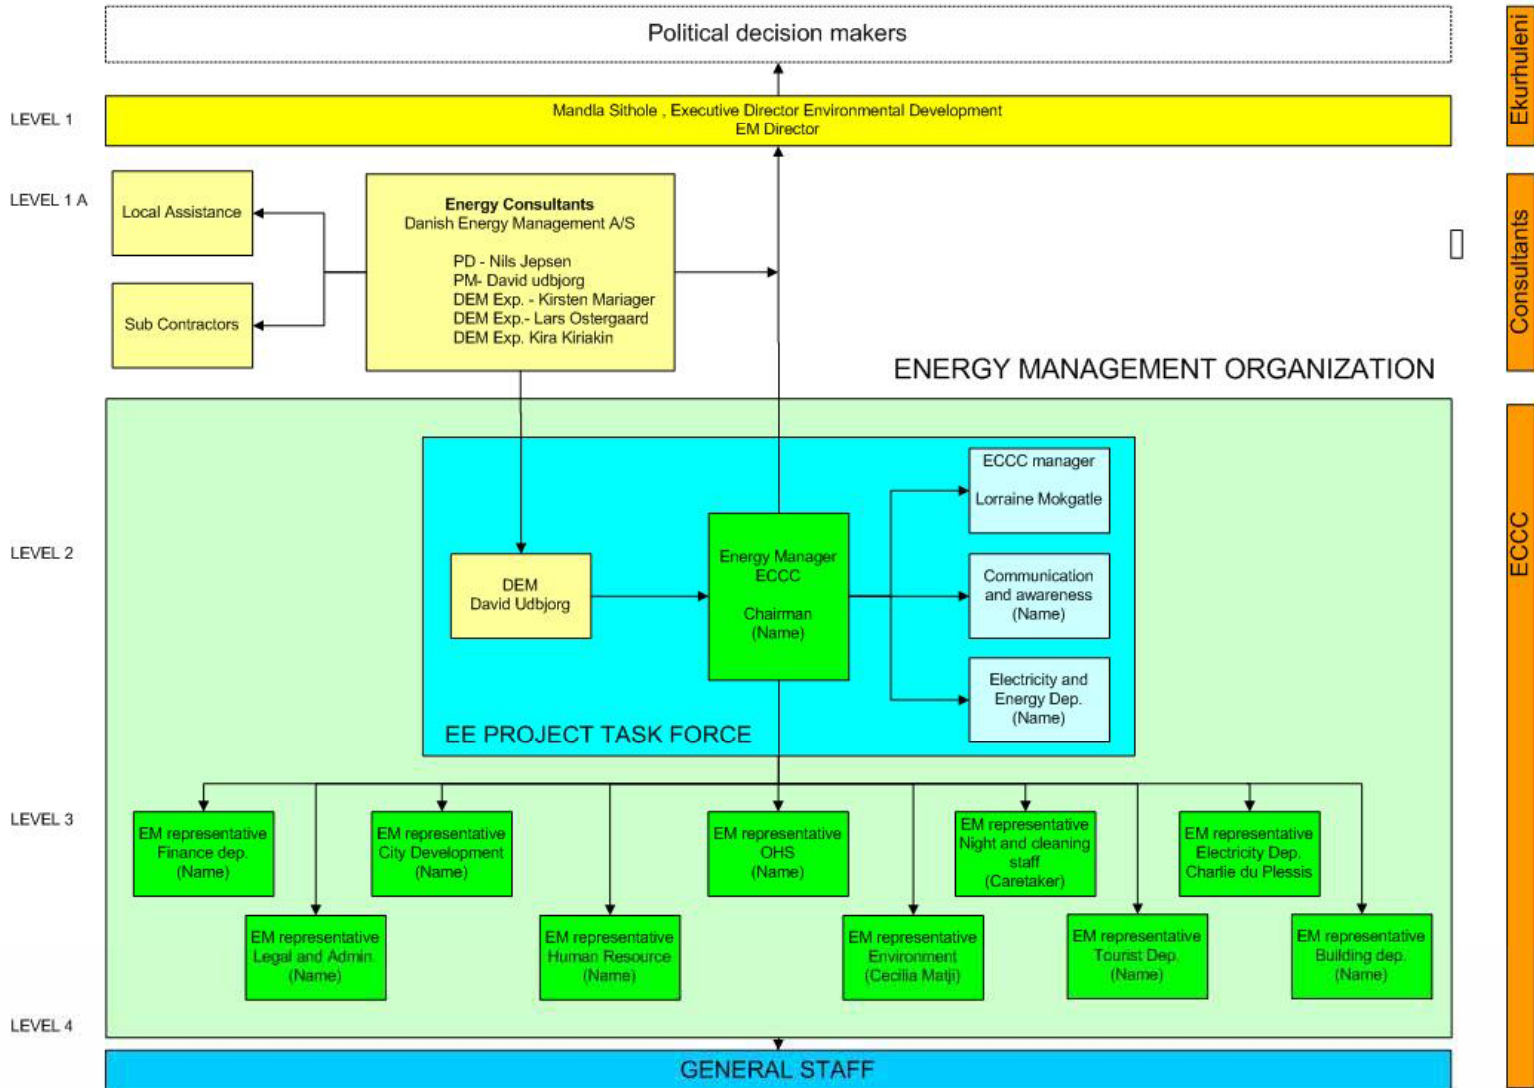 Political decision makers
Ekurhuleni
LEVEL 1
Mandla Sithole , Executive Director Environmental Development
EM Director
LEVEL 1 A
Local Assistance
Sub Contractors
Energy Consultants
Danish Energy Management A/S
PD - Nils Jepsen
PM- David udbjorg
DEM Exp. - Kirsten Mariager
DEM Exp.- Lars Ostergaard
DEM Exp. Kira Kiriakin
Consultants
ENERGY MANAGEMENT ORGANIZATION
LEVEL 2
DEM
David Udbjorg
Energy Manager
ECCC
Chairman
(Name)
ECCC manager
Lorraine Mokgatle
Communication
and awareness
(Name)
Electricity and
Energy Dep.
(Name)
EE PROJECT TASK FORCE
ECCC
LEVEL 3
EM representative
Finance dep.
(Name)
EM representative
City Development
(Name)
EM representative
OHS
(Name)
EM representative
Night and cleaning
staff
(Caretaker)
EM representative
Electricity Dep.
Charlie du Plessis
EM representative
Legal and Admin.
(Name)
EM representative
Human Resource
(Name)
EM representative
Environment
(Cecilia Matji)
EM representative
Tourist Dep.
(Name)
EM representative
Building dep.
(Name)
LEVEL 4
GENERAL STAFF